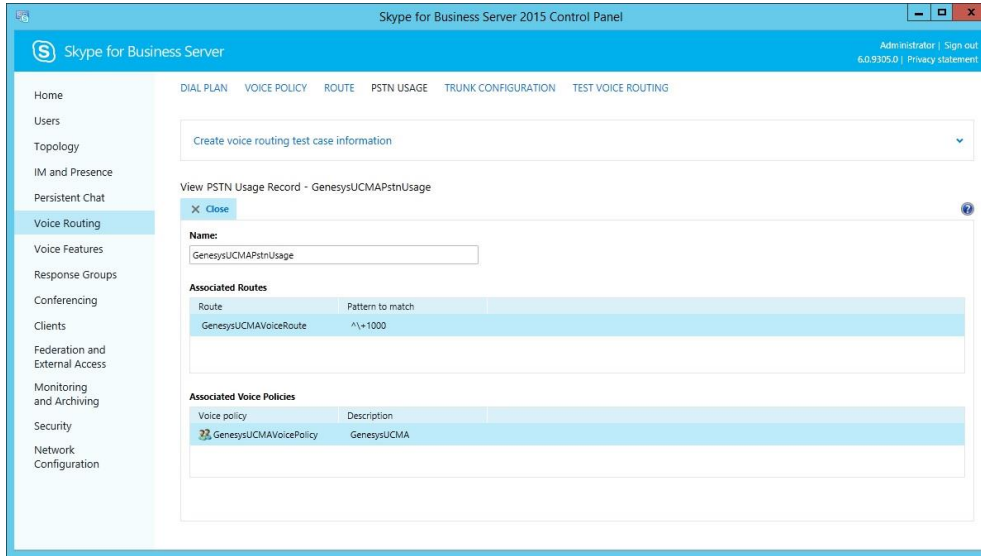 Skype for Business Server 2015 Control Panel
Skype for Business Server
Administrator | Sign out
6.0.9305.0 | Privacy statement
Home
Users
Topology
IM and Presence
Persistent Chat
Voice Routing
Voice Features
Response Groups
Conferencing
Clients
Federation and
External Access
Monitoring
and Archiving
Security
Network
Configuration
DIAL PLAN VOICE POLICY ROUTE PSTN USAGE TRUNK CONFIGURATION TEST VOICE ROUTING
Create voice routing test case information
View PSTN Usage Record - GenesysUCMAPstnUsage
Close
Name:
GenesysUCMAPstnUsage
Associated Routes
Route Pattern to match
GenesysUCMAVoiceRoute ^\+1000
Associated Voice Policies
Voice policy Description
GenesysUCMAVoicePolicy GenesysUCMA